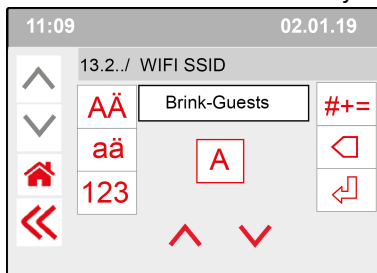 11:09 02.01.19
13.2../ WIFI SSID
AÄ Brink-Guests #+=
aä A
123